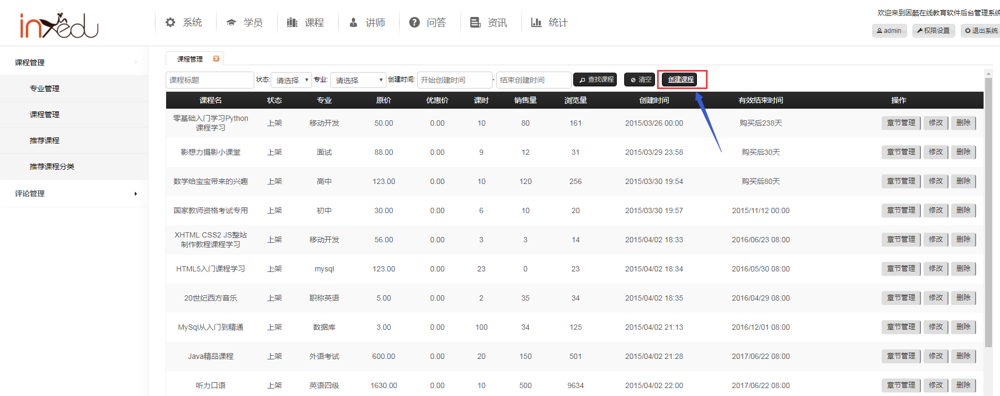 inxedu
系统 学员 课程 讲师 问答 资讯 统计
欢迎来到因酷在线教育软件后台管理系统
admin 权限设置 退出系统
课程管理
专业管理
课程管理
推荐课程
推荐课程分类
评论管理
课程管理
课程标题 状态: 请选择 专业: 请选择 创建时间: 开始创建时间 - 结束创建时间 查找课程 清空 创建课程
课程名 状态 专业 原价 优惠价 课时 销售量 浏览量 创建时间 有效结束时间 操作
零基础入门学习Python
课程学习 上架 移动开发 50.00 0.00 10 80 161 2015/03/26 00:00 购买后238天 章节管理 修改 删除
影想力摄影小课堂 上架 面试 88.00 0.00 9 12 31 2015/03/29 23:58 购买后30天 章节管理 修改 删除
数学给宝宝带来的兴趣 上架 高中 123.00 0.00 10 120 256 2015/03/30 19:54 购买后80天 章节管理 修改 删除
国家教师资格考试专用 上架 初中 30.00 0.00 6 10 20 2015/03/30 19:57 2015/11/12 00:00 章节管理 修改 删除
XHTML CSS2 JS整站
制作教程课程学习 上架 移动开发 56.00 0.00 3 3 14 2015/04/02 18:33 2016/06/23 08:00 章节管理 修改 删除
HTML5入门课程学习 上架 mysql 123.00 0.00 23 0 23 2015/04/02 18:34 2016/05/30 08:00 章节管理 修改 删除
20世纪西方音乐 上架 职称英语 5.00 0.00 2 35 34 2015/04/02 18:35 2016/04/29 08:00 章节管理 修改 删除
MySql从入门到精通 上架 数据库 3.00 0.00 100 34 125 2015/04/02 21:13 2016/12/01 08:00 章节管理 修改 删除
Java精品课程 上架 外语考试 600.00 0.00 20 150 501 2015/04/02 21:28 2017/06/22 08:00 章节管理 修改 删除
听力口语 上架 英语四级 1630.00 0.00 10 500 9634 2015/04/02 22:00 2017/06/22 08:00 章节管理 修改 删除